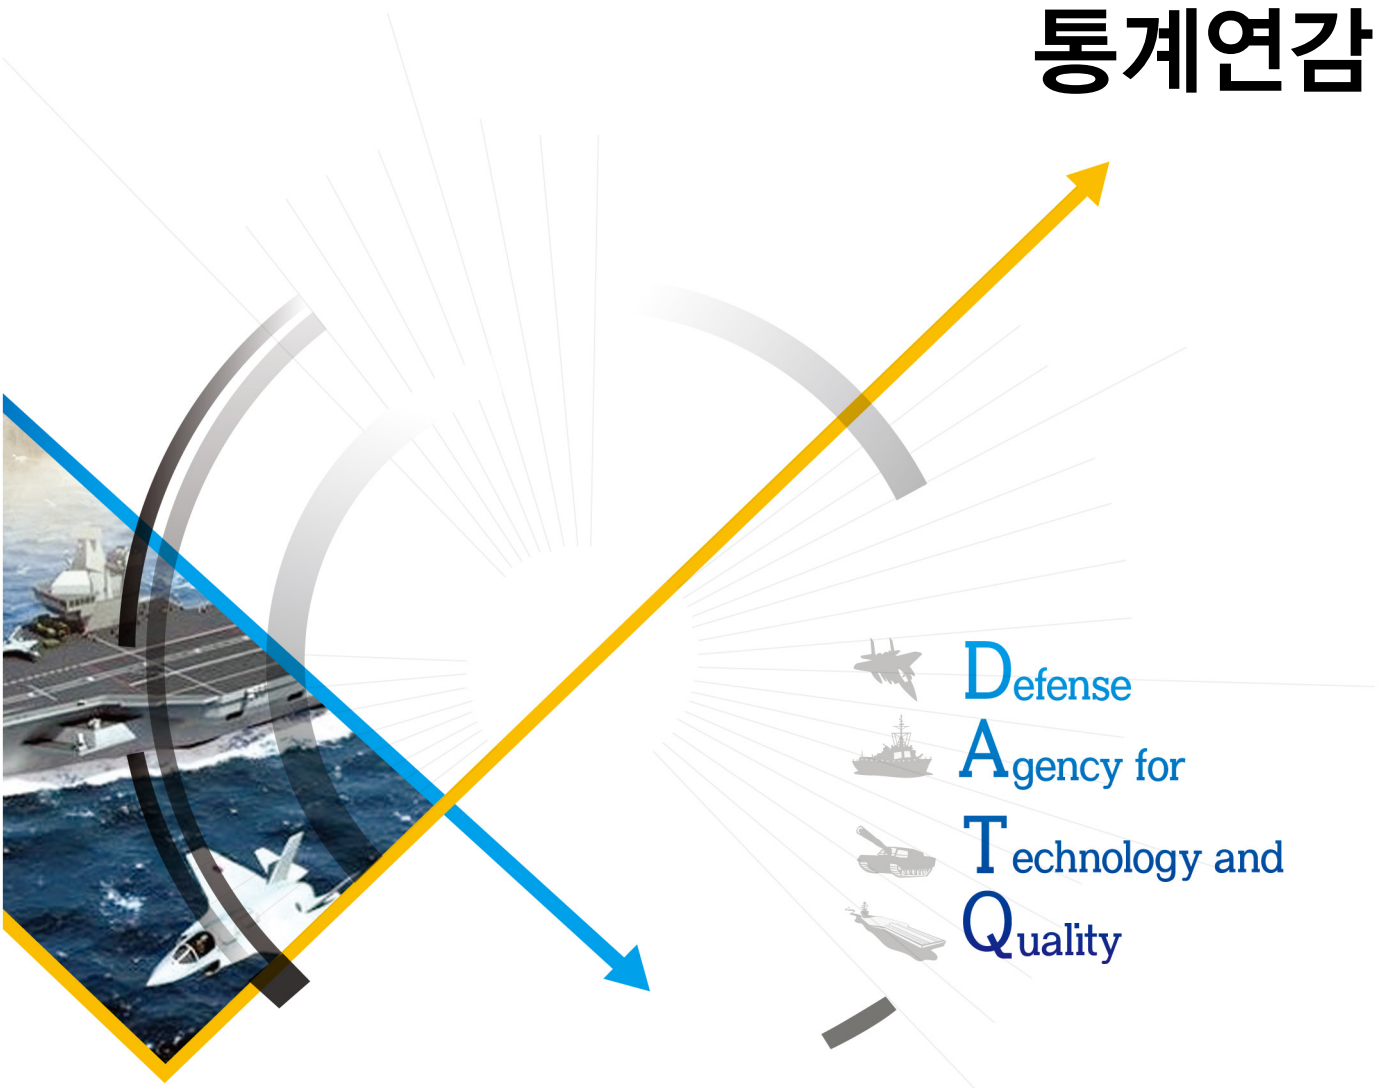 통계연감
Defense
Agency for
Technology and
Quality